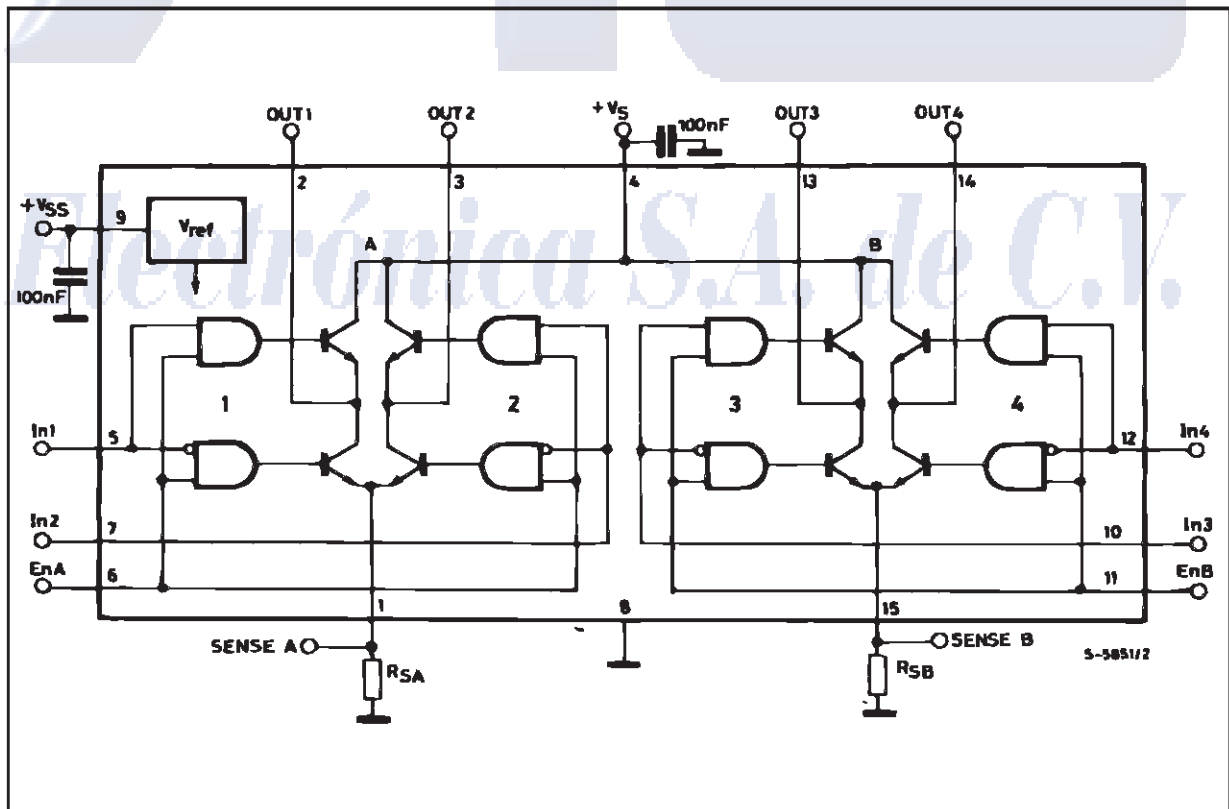 OUT1 OUT2 +VS 100nF OUT3 OUT4
2 3 4 13 14
+VSS 9 Vref
A B
Eletrónica S.A. de C.V.
100nF
1 2 3 4
In1 5 12 In4
In2 7 10 In3
EnA 6 11 EnB
1 8 15
SENSE A SENSE B
RSA RSB
S-5851/2